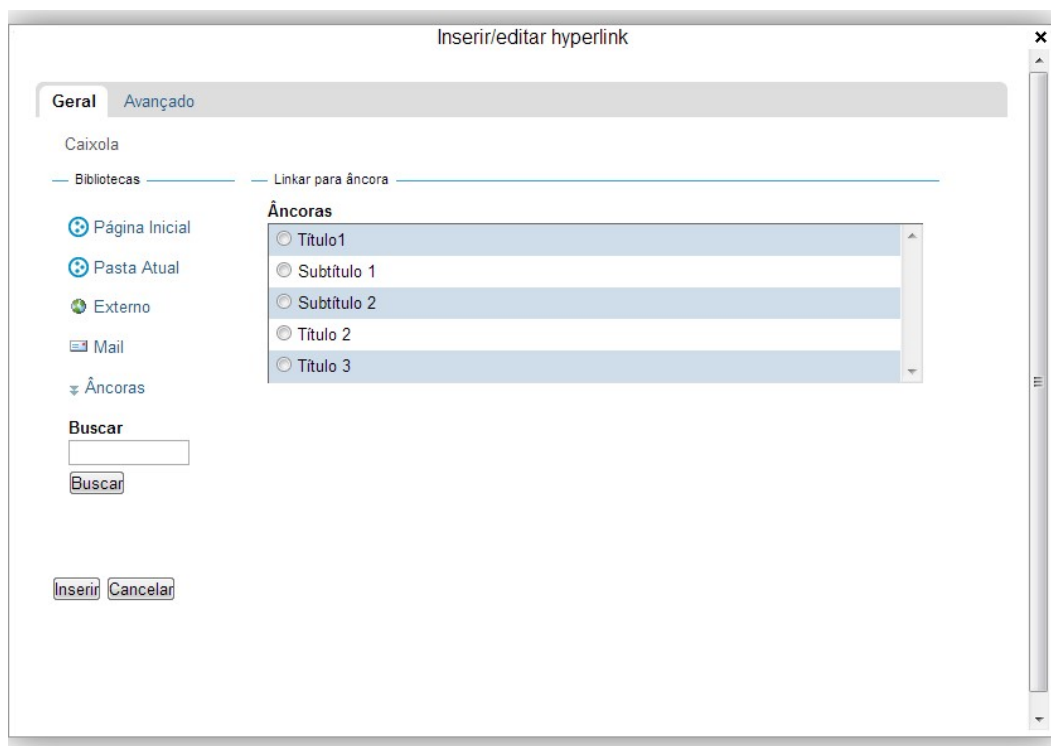 Inserir/editar hyperlink
Geral Avançado
Caixola
Bibliotecas
Linkar para âncora
Página Inicial
Pasta Atual
Externo
Mail
Âncoras
Buscar
Buscar
Âncoras
Título1
Subtítulo 1
Subtítulo 2
Título 2
Título 3
Inserir Cancelar